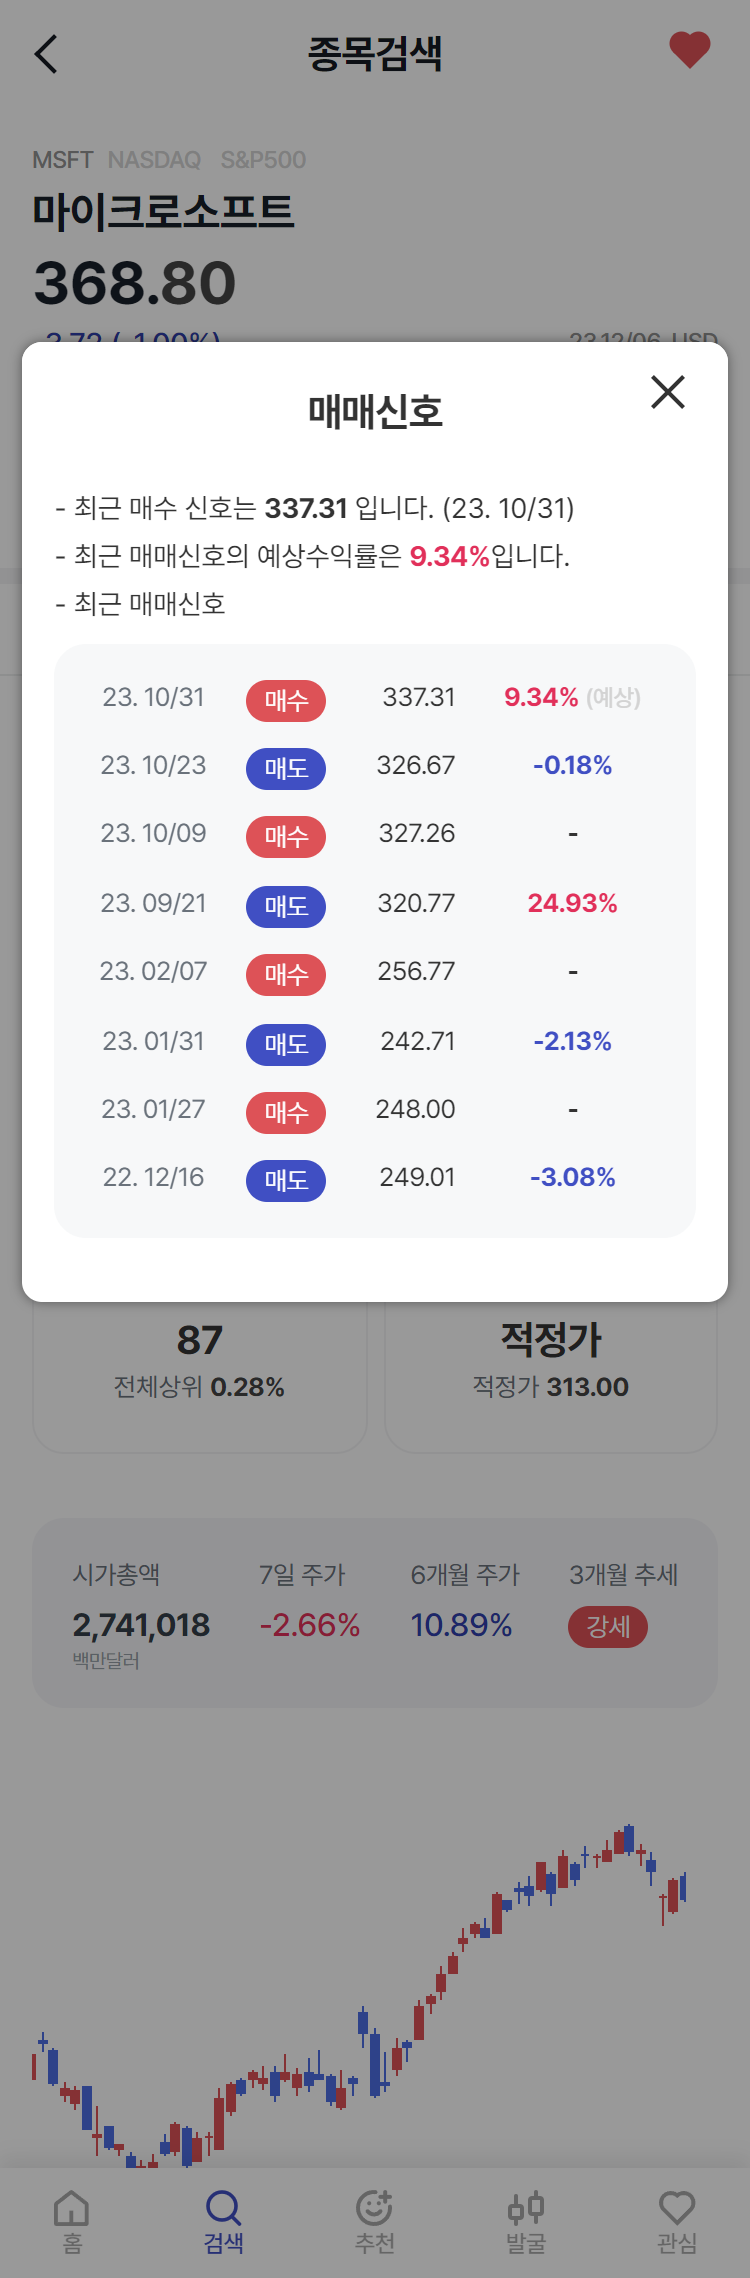 종목검색
MSFT NASDAQ S&P500
마이크로소프트
368.80
매매신호
- 최근 매수 신호는 337.31 입니다. (23. 10/31)
- 최근 매매신호의 예상수익률은 9.34%입니다.
- 최근 매매신호
23. 10/31 매수 337.31 9.34% (예상)
23. 10/23 매도 326.67 -0.18%
23. 10/09 매수 327.26 -
23. 09/21 매도 320.77 24.93%
23. 02/07 매수 256.77 -
23. 01/31 매도 242.71 -2.13%
23. 01/27 매수 248.00 -
22. 12/16 매도 249.01 -3.08%
87 적정가
전체상위 0.28% 적정가 313.00
시가총액 7일 주가 6개월 주가 3개월 추세
2,741,018 -2.66% 10.89% 강세
백만달러
홈 검색 추천 발굴 관심